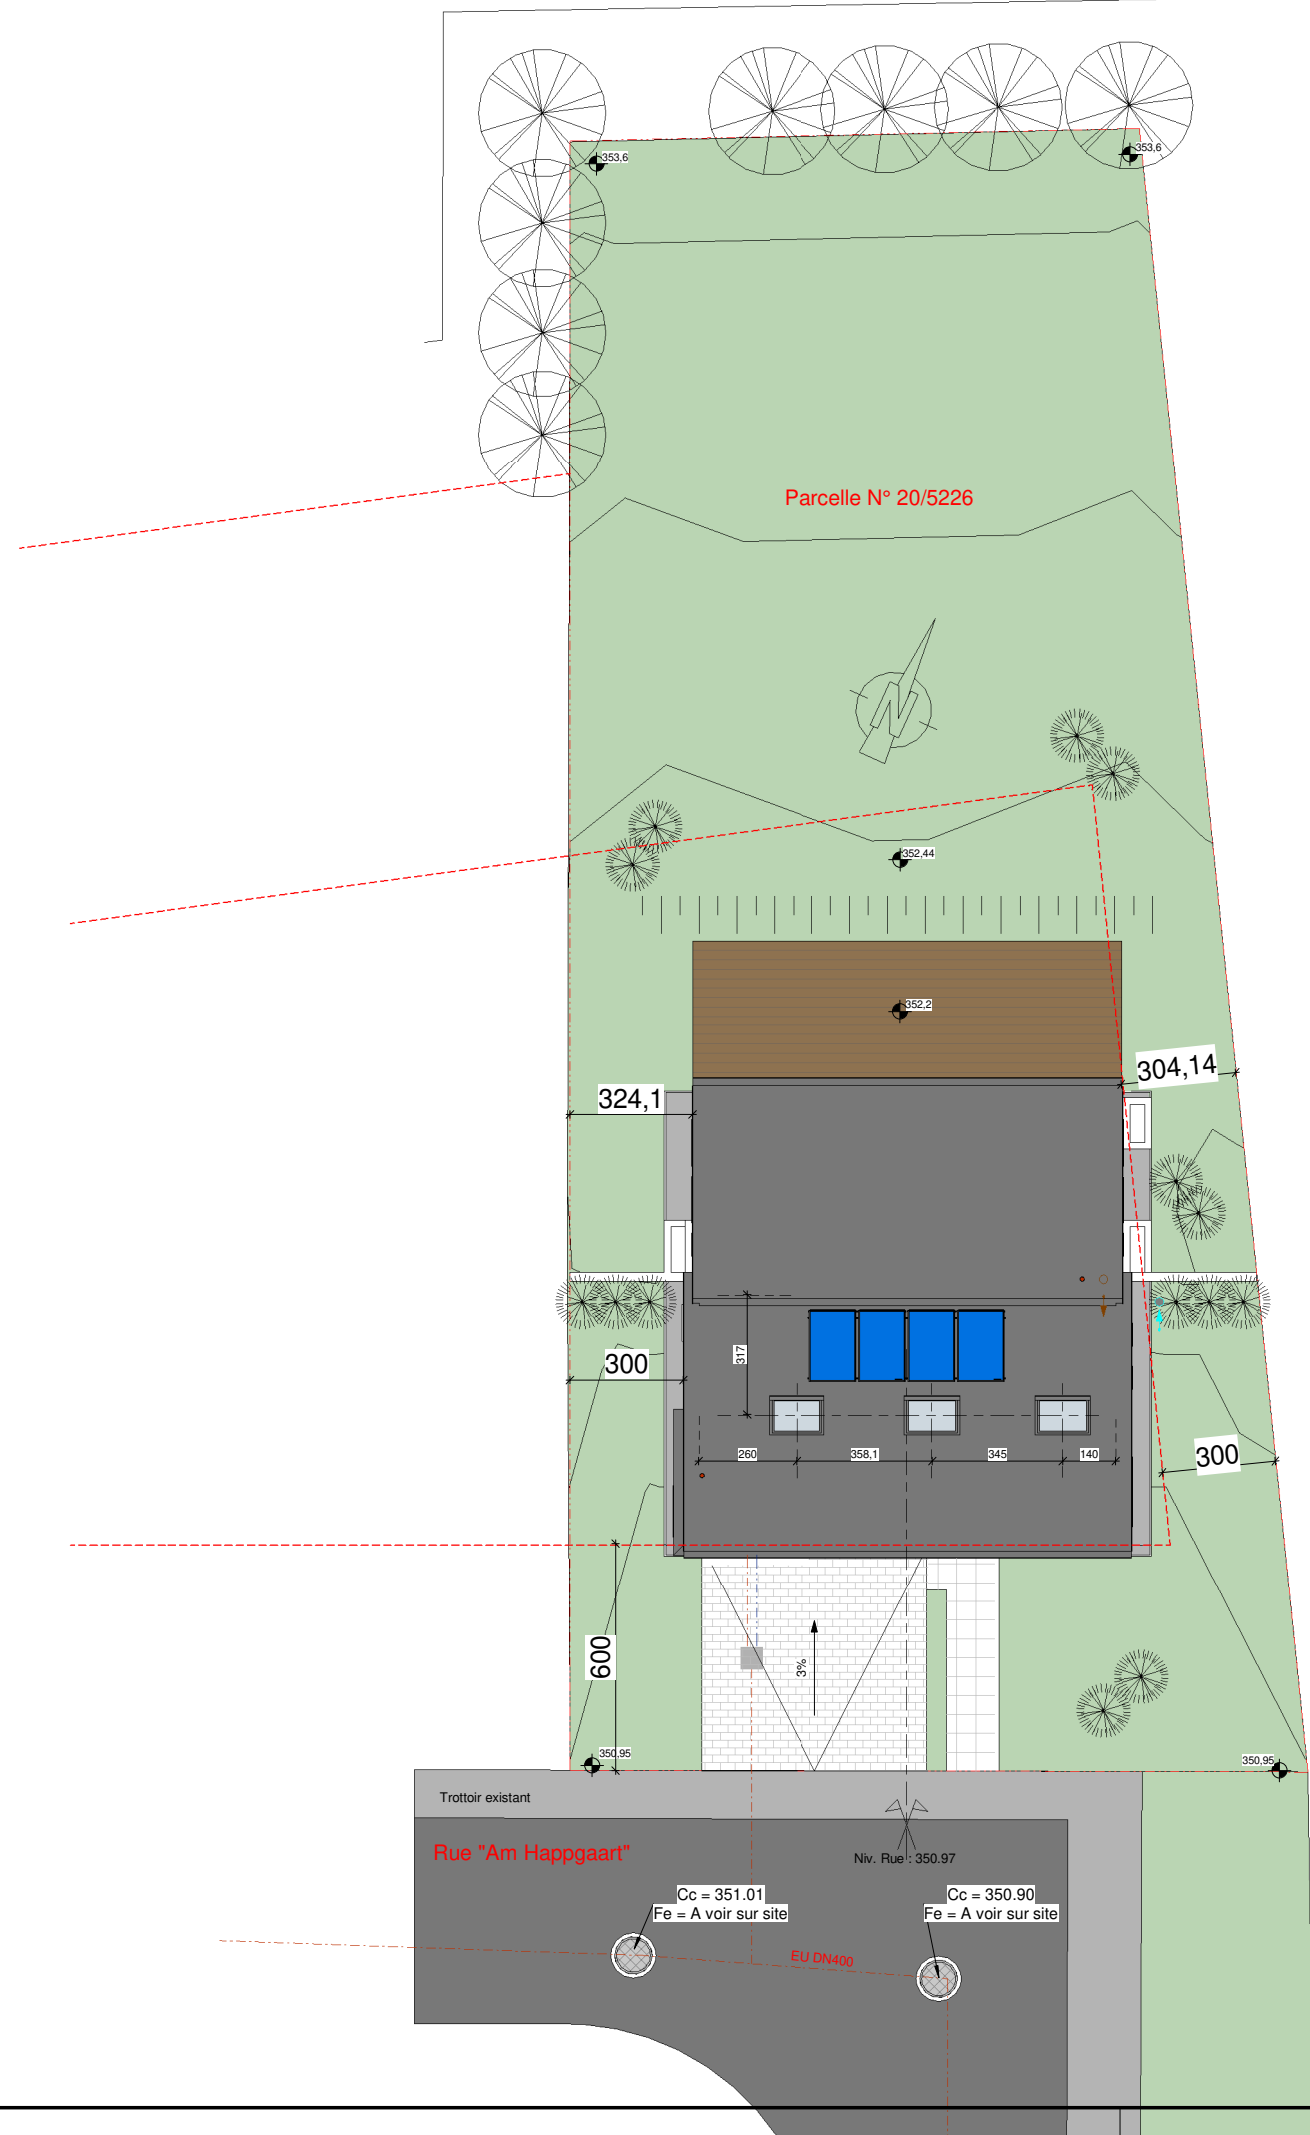 353,6
353,6
Parcelle N° 20/5226
N
352,44
352,2
304,14
324,1
317
300
260
358,1
345
140
300
600
3%
350,95
350,95
Trottoir existant
Rue "Am Happgaart"
Niv. Rue : 350.97
Cc = 351.01
Fe = A voir sur site
Cc = 350.90
Fe = A voir sur site
EU DN400